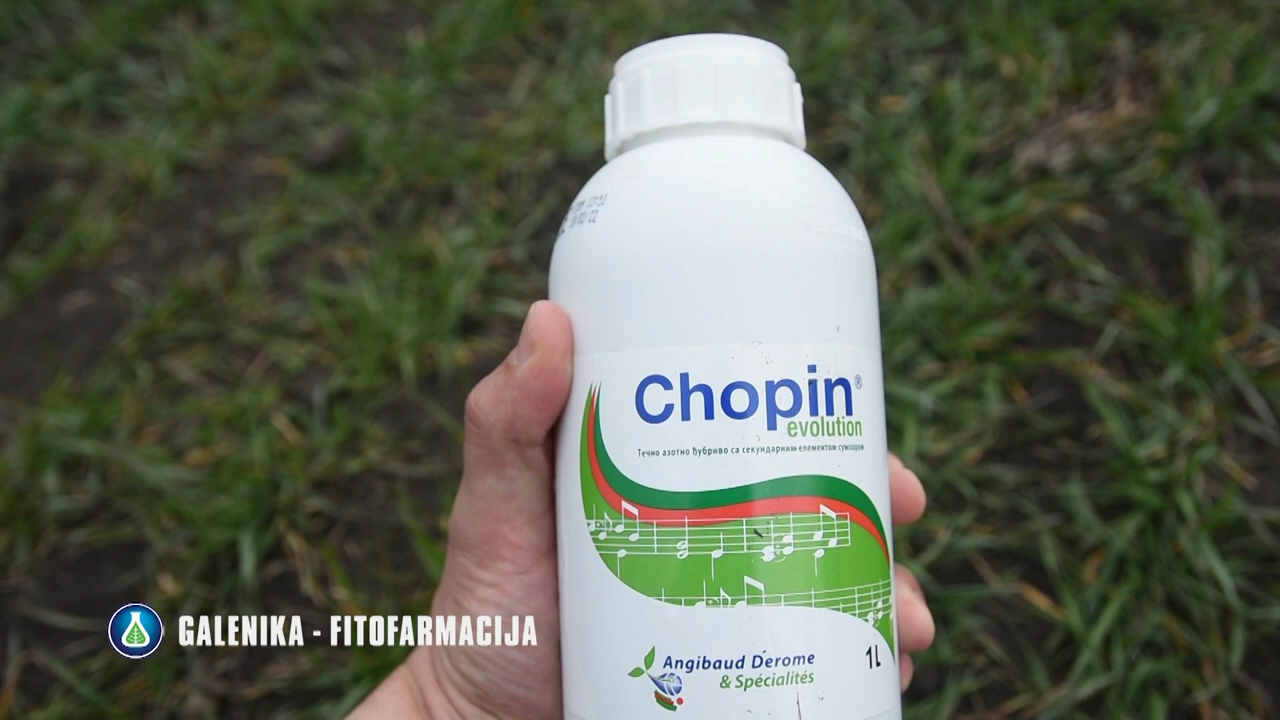 Chopin®
evolution
Течно азотно ђубриво са секундарним елементом сумпором
Angibaud Derome
& Spécialités
1L
GALENIKA - FITOFARMACIJA